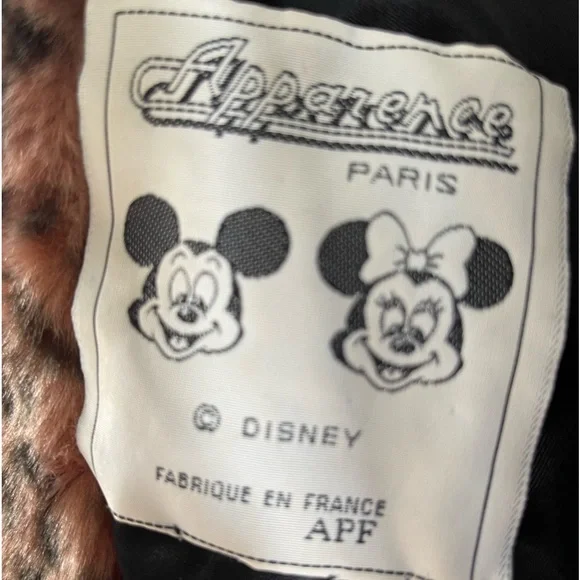 Apparence
PARIS
© DISNEY
FABRIQUE EN FRANCE
APF